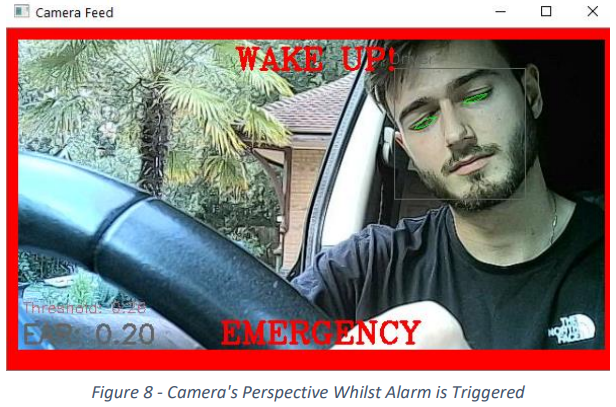 Camera Feed
WAKE UP!
Driver
Threshold: 0.26
EAR: 0.20
EMERGENCY
THE
NORTH
FACE
Figure 8 - Camera's Perspective Whilst Alarm is Triggered